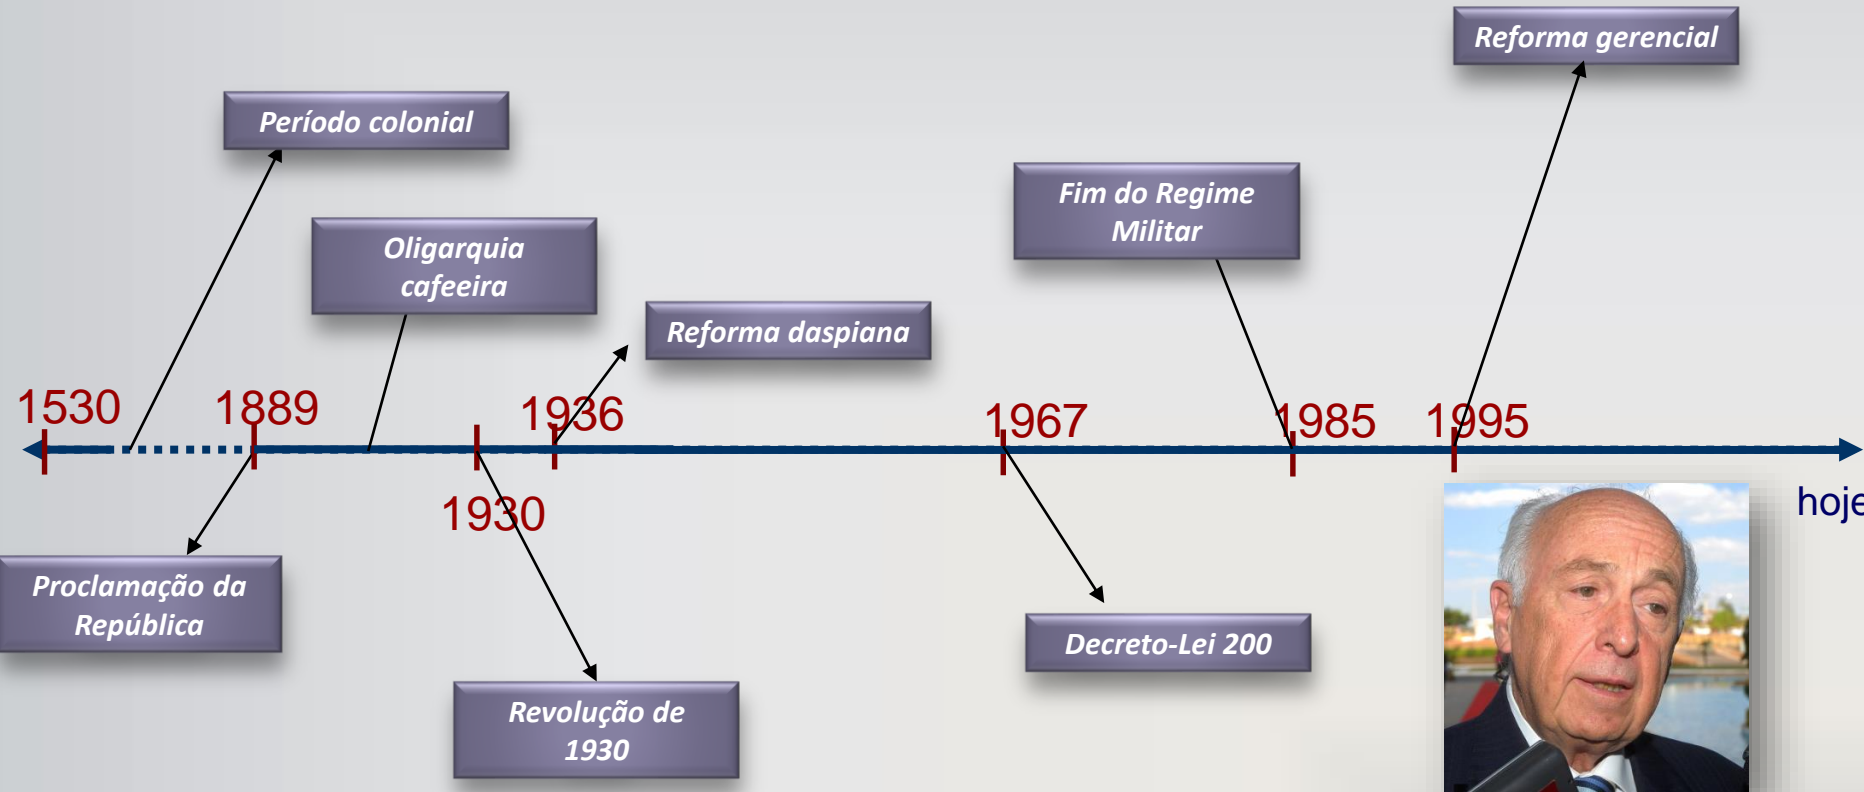 Reforma gerencial
Período colonial
Fim do Regime
Militar
Oligarquia
cafeeira
Reforma daspiana
1530
1889
1936
1967
1985
1995
1930
hoje
Proclamação da
República
Decreto-Lei 200
Revolução de
1930